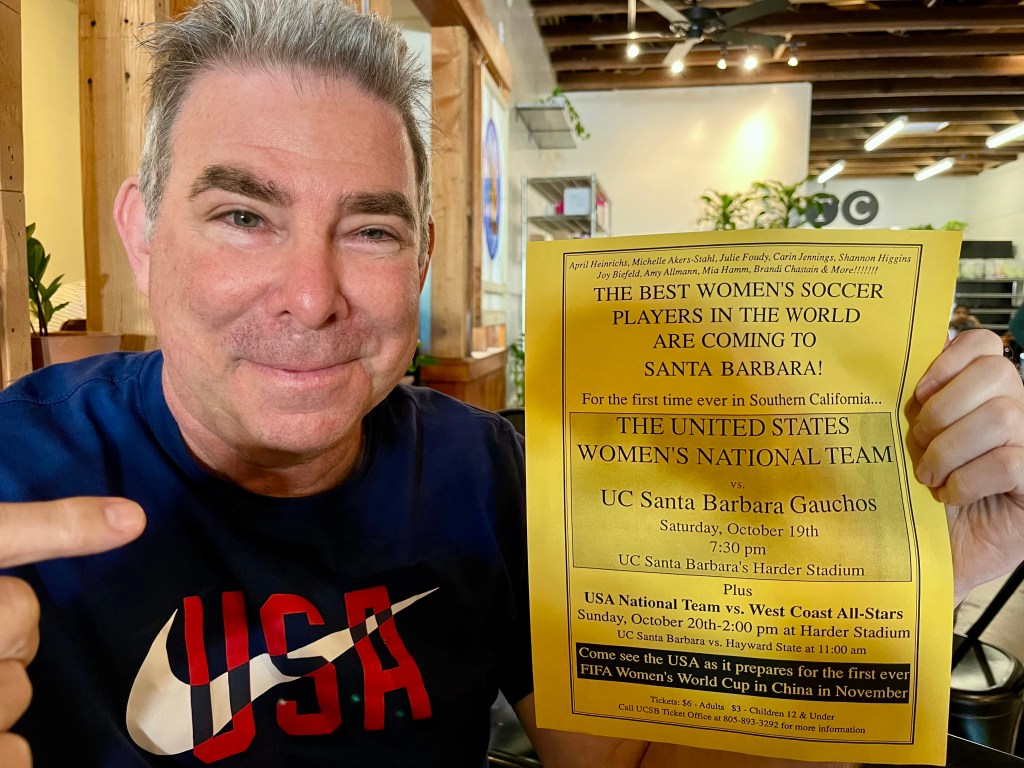 April Heinrichs, Michelle Akers-Stahl, Julie Foudy, Carin Jennings, Shannon Higgins
Joy Biefeld, Amy Allmann, Mia Hamm, Brandi Chastain & More!!!!!!!
THE BEST WOMEN'S SOCCER
PLAYERS IN THE WORLD
ARE COMING TO
SANTA BARBARA!
For the first time ever in Southern California...
THE UNITED STATES
WOMEN'S NATIONAL TEAM
vs.
UC Santa Barbara Gauchos
Saturday, October 19th
7:30 pm
UC Santa Barbara's Harder Stadium
Plus
USA National Team vs. West Coast All-Stars
Sunday, October 20th-2:00 pm at Harder Stadium
UC Santa Barbara vs. Hayward State at 11:00 am
Come see the USA as it prepares for the first ever
FIFA Women's World Cup in China in November
Tickets: $6 - Adults $3 - Children 12 & Under
Call UCSB Ticket Office at 805-893-3292 for more information
USA
C